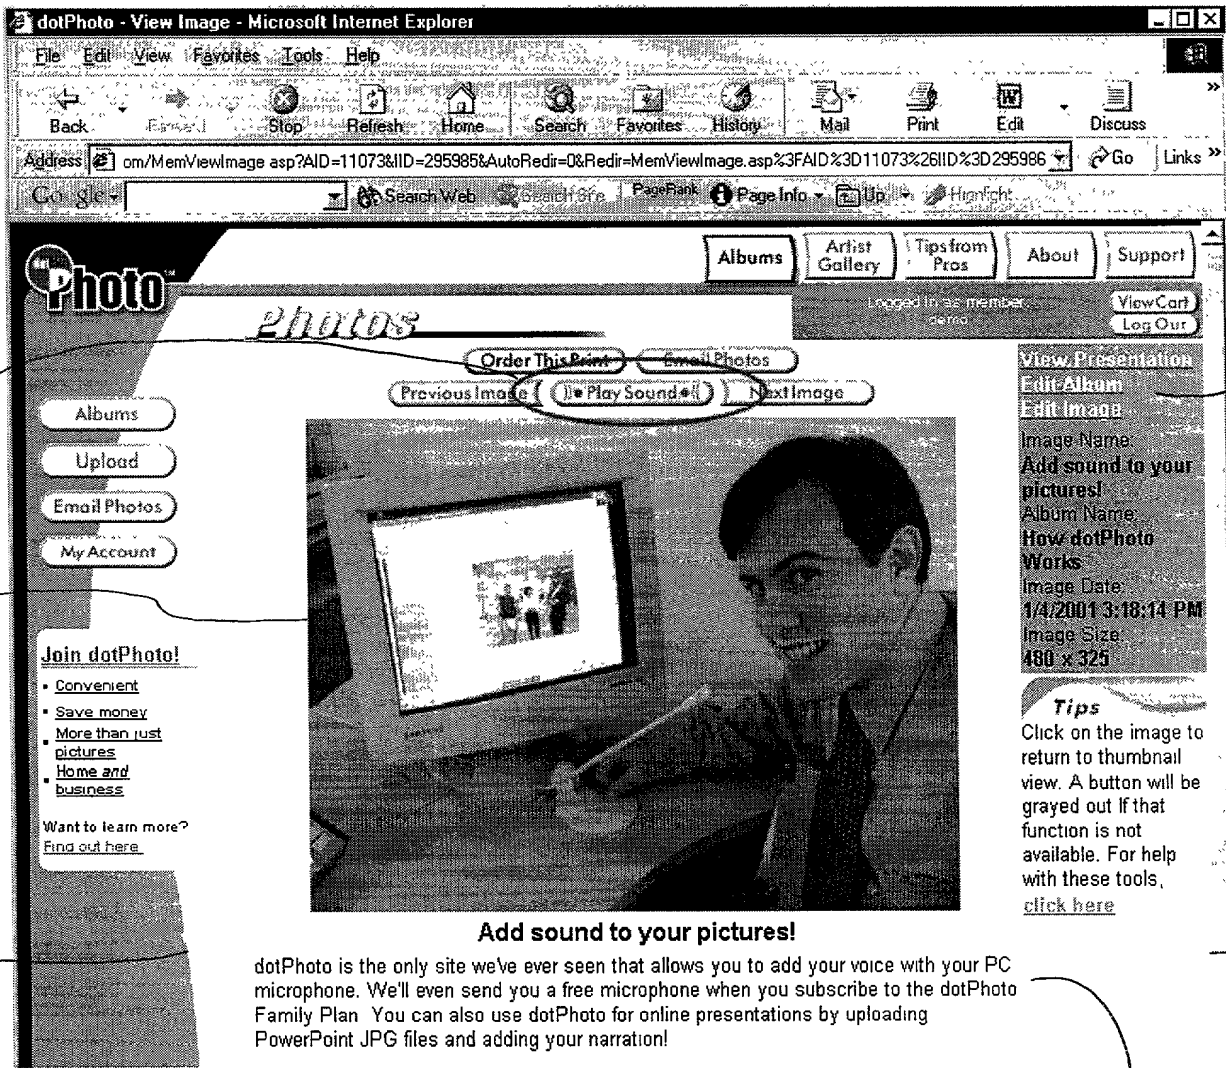 dotPhoto - View Image - Microsoft Internet Explorer
File Edit View Favorites Tools Help
Back Forward Stop Refresh Home Search Favorites History Mail Print Edit Discuss »
Address om/MemViewImage asp?AID=11073&IID=295985&AutoRedir=0&Redir=MemViewImage.asp%3FAID%3D11073%26IID%3D295986 Go Links »
Google Search Web Search Site PageRank Page Info Up Highlight
dotPhoto™
Albums
Artist Gallery
Tips from Pros
About
Support
Logged in as member
demo
View Cart
Log Out
Photos
Order This Print Email Photos
Previous Image Play Sound Next Image
Albums
Upload
Email Photos
My Account
Join dotPhoto!
Convenient
Save money
More than just
pictures
Home and
business
Want to learn more?
Find out here
View Presentation
Edit Album
Edit Image
Image Name:
Add sound to your
pictures!
Album Name:
How dotPhoto
Works
Image Date:
1/4/2001 3:18:14 PM
Image Size:
480 x 325
Tips
Click on the image to
return to thumbnail
view. A button will be
grayed out If that
function is not
available. For help
with these tools,
click here
Add sound to your pictures!
dotPhoto is the only site we've ever seen that allows you to add your voice with your PC
microphone. We'll even send you a free microphone when you subscribe to the dotPhoto
Family Plan You can also use dotPhoto for online presentations by uploading
PowerPoint JPG files and adding your narration!